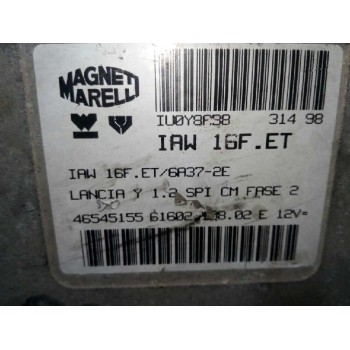 MAGNETI
MARELLI
314 98
IAW 16F.ET
IAW 16F.ET/6A37-2E
LANCIA Y 1.2 SPI CM FASE 2
46545155 61602.138.02 E 12V=